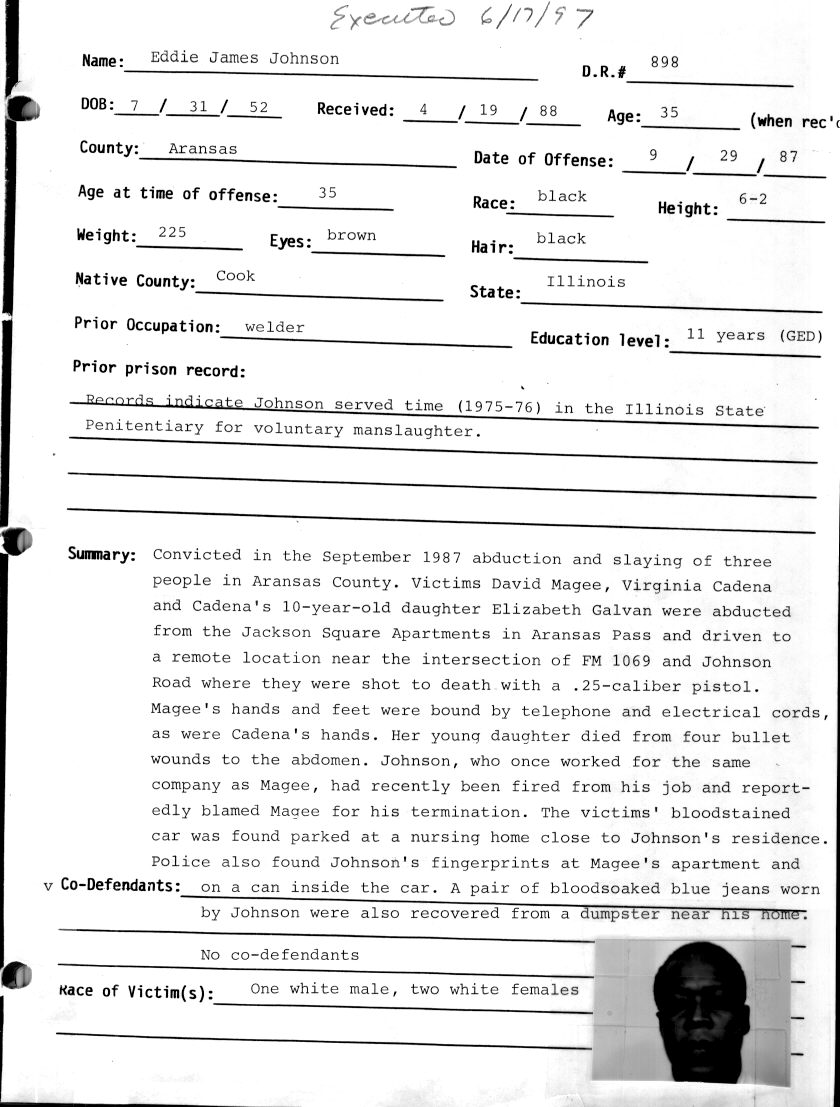 Executed 6/17/97
Name: Eddie James Johnson D.R.# 898
DOB: 7 / 31 / 52 Received: 4 / 19 / 88 Age: 35 (when rec'd
County: Aransas Date of Offense: 9 / 29 / 87
Age at time of offense: 35 Race: black Height: 6-2
Weight: 225 Eyes: brown Hair: black
Native County: Cook State: Illinois
Prior Occupation: welder Education level: 11 years (GED)
Prior prison record:
Records indicate Johnson served time (1975-76) in the Illinois State
Penitentiary for voluntary manslaughter.
Summary: Convicted in the September 1987 abduction and slaying of three
people in Aransas County. Victims David Magee, Virginia Cadena
and Cadena's 10-year-old daughter Elizabeth Galvan were abducted
from the Jackson Square Apartments in Aransas Pass and driven to
a remote location near the intersection of FM 1069 and Johnson
Road where they were shot to death with a .25-caliber pistol.
Magee's hands and feet were bound by telephone and electrical cords,
as were Cadena's hands. Her young daughter died from four bullet
wounds to the abdomen. Johnson, who once worked for the same
company as Magee, had recently been fired from his job and report-
edly blamed Magee for his termination. The victims' bloodstained
car was found parked at a nursing home close to Johnson's residence.
Police also found Johnson's fingerprints at Magee's apartment and
v Co-Defendants: on a can inside the car. A pair of bloodsoaked blue jeans worn
by Johnson were also recovered from a dumpster near his home.
No co-defendants
Race of Victim(s): One white male, two white females